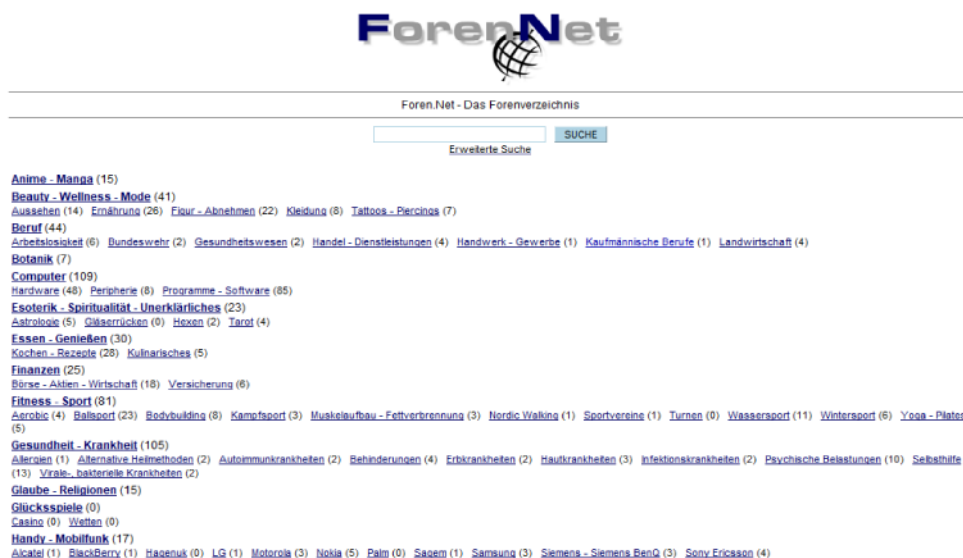 ForenNet
Foren.Net - Das Forenverzeichnis
SUCHE
Erweiterte Suche
Anime - Manga (15)
Beauty - Wellness - Mode (41)
Aussehen (14) Ernährung (26) Figur - Abnehmen (22) Kleidung (8) Tattoos - Piercings (7)
Beruf (44)
Arbeitslosigkeit (6) Bundeswehr (2) Gesundheitswesen (2) Handel - Dienstleistungen (4) Handwerk - Gewerbe (1) Kaufmännische Berufe (1) Landwirtschaft (4)
Botanik (7)
Computer (109)
Hardware (48) Peripherie (8) Programme - Software (85)
Esoterik - Spiritualität - Unerklärliches (23)
Astrologie (5) Gläserrücken (0) Hexen (2) Tarot (4)
Essen - Genießen (30)
Kochen - Rezepte (28) Kulinarisches (5)
Finanzen (25)
Börse - Aktien - Wirtschaft (18) Versicherung (6)
Fitness - Sport (81)
Aerobic (4) Ballsport (23) Bodybuilding (8) Kampfsport (3) Muskelaufbau - Fettverbrennung (3) Nordic Walking (1) Sportvereine (1) Turnen (0) Wassersport (11) Wintersport (6) Yoga - Pilates
(5)
Gesundheit - Krankheit (105)
Allergien (1) Alternative Heilmethoden (2) Autoimmunkrankheiten (2) Behinderungen (4) Erbkrankheiten (2) Hautkrankheiten (3) Infektionskrankheiten (2) Psychische Belastungen (10) Selbsthilfe
(13) Virale-, bakterielle Krankheiten (2)
Glaube - Religionen (15)
Glücksspiele (0)
Casino (0) Wetten (0)
Handy - Mobilfunk (17)
Alcatel (1) BlackBerry (1) Hagenuk (0) LG (1) Motorola (3) Nokia (5) Palm (0) Sagem (1) Samsung (3) Siemens - Siemens BenQ (3) Sony Ericsson (4)